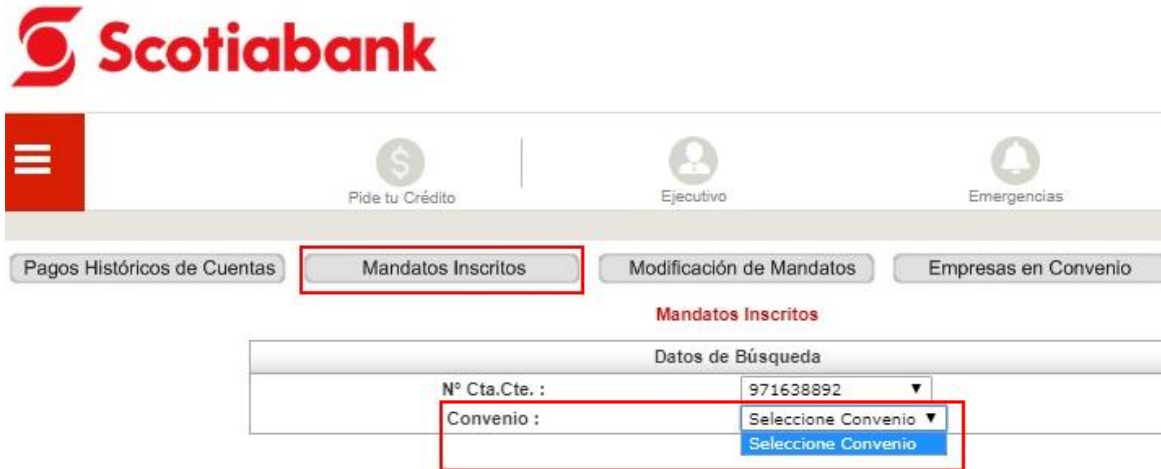 Scotiabank
Pide tu Crédito
Ejecutivo
Emergencias
Pagos Históricos de Cuentas
Mandatos Inscritos
Modificación de Mandatos
Empresas en Convenio
Mandatos Inscritos
Datos de Búsqueda
Nº Cta.Cte. : 971638892
Convenio : Seleccione Convenio
Seleccione Convenio